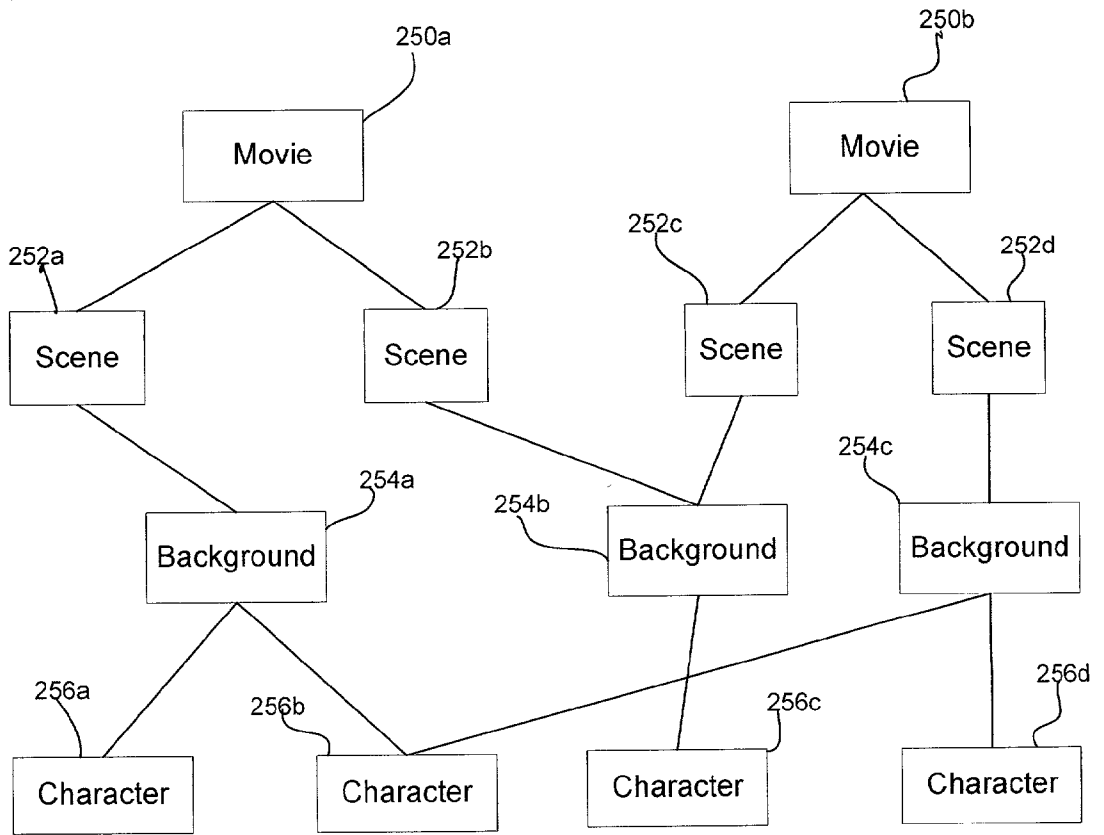 250a
250b
Movie
Movie
252a
252b
252c
252d
Scene
Scene
Scene
Scene
254a
254b
254c
Background
Background
Background
256a
256b
256c
256d
Character
Character
Character
Character